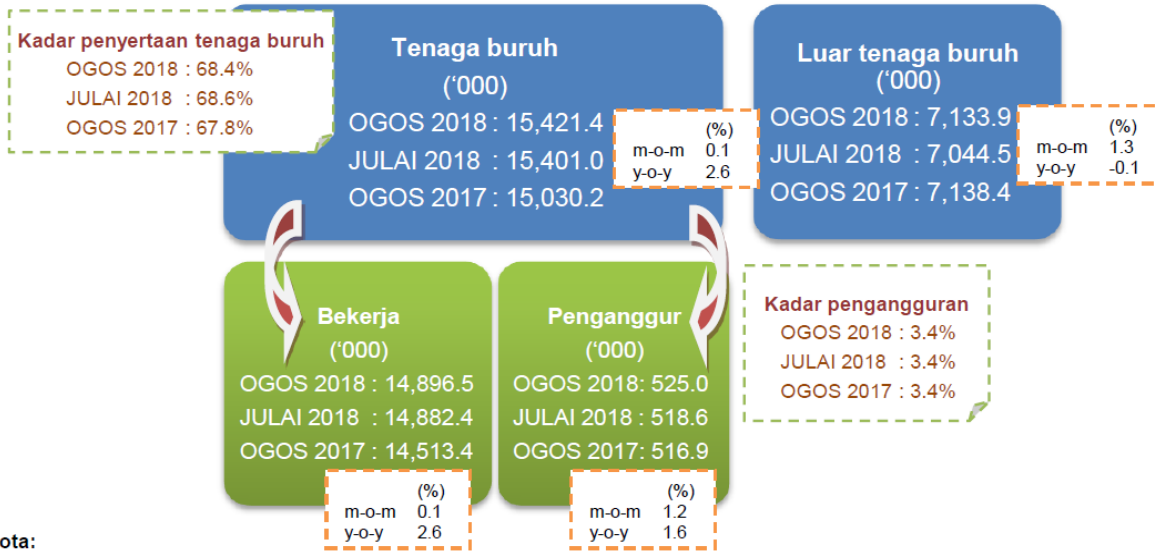 Kadar penyertaan tenaga buruh
OGOS 2018 : 68.4%
JULAI 2018 : 68.6%
OGOS 2017 : 67.8%
Tenaga buruh
(‘000)
OGOS 2018 : 15,421.4
JULAI 2018 : 15,401.0
OGOS 2017 : 15,030.2
(%)
m-o-m 0.1
y-o-y 2.6
Luar tenaga buruh
(‘000)
OGOS 2018 : 7,133.9
JULAI 2018 : 7,044.5
OGOS 2017 : 7,138.4
(%)
m-o-m 1.3
y-o-y -0.1
Bekerja
(‘000)
OGOS 2018 : 14,896.5
JULAI 2018 : 14,882.4
OGOS 2017 : 14,513.4
(%)
m-o-m 0.1
y-o-y 2.6
Penganggur
(‘000)
OGOS 2018: 525.0
JULAI 2018 : 518.6
OGOS 2017: 516.9
(%)
m-o-m 1.2
y-o-y 1.6
Kadar pengangguran
OGOS 2018 : 3.4%
JULAI 2018 : 3.4%
OGOS 2017 : 3.4%
ota: